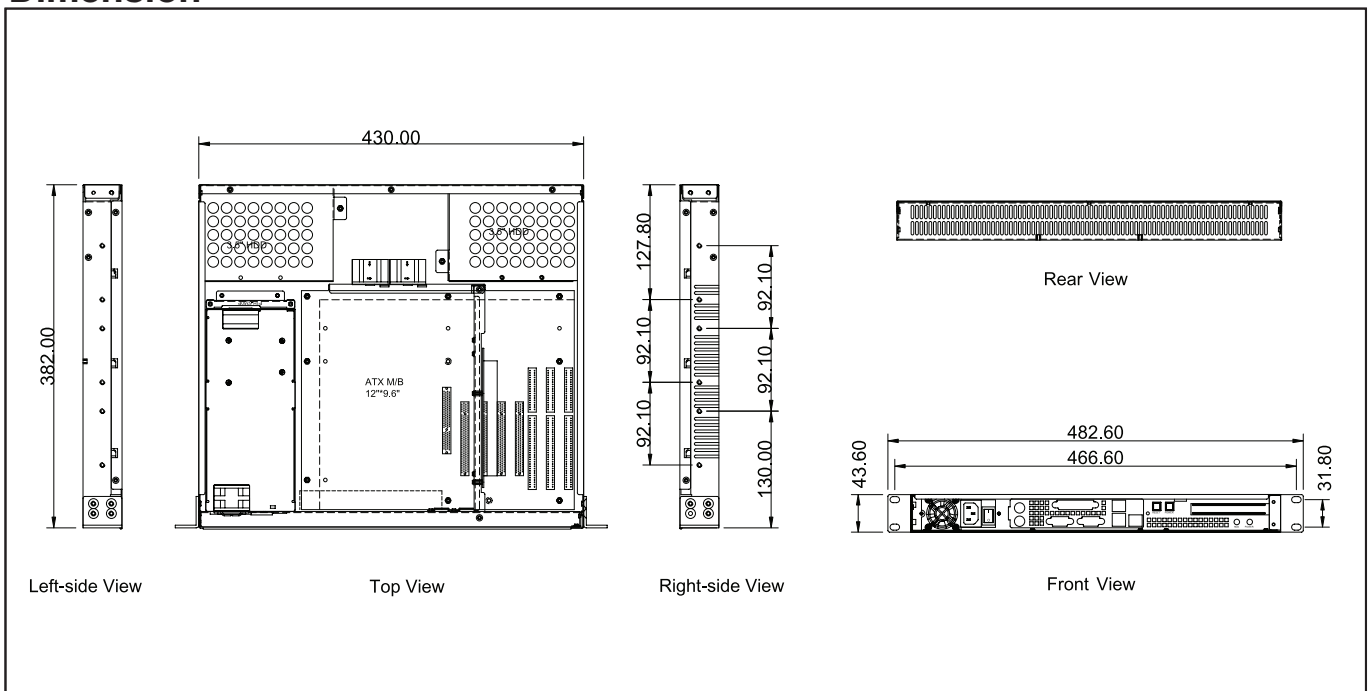 Dimension
430.00
382.00
3.5" HDD
3.5" HDD
ATX M/B
12"*9.6"
127.80
92.10
92.10
92.10
92.10
130.00
Rear View
482.60
466.60
43.60
31.80
Left-side View
Top View
Right-side View
Front View